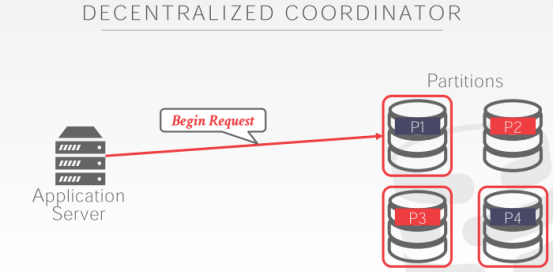 DECENTRALIZED COORDINATOR
Partitions
Begin Request
P1
P2
Application
Server
P3
P4